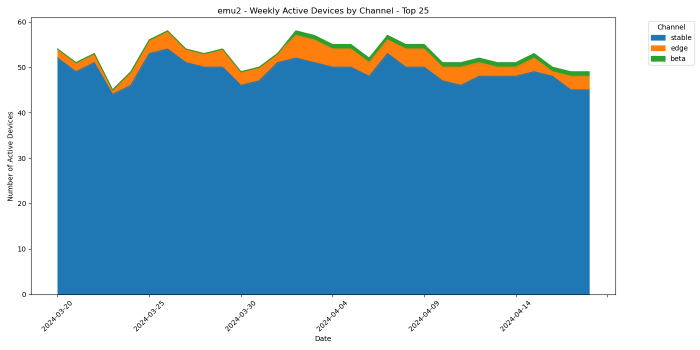 emu2 - Weekly Active Devices by Channel - Top 25
Number of Active Devices
60
50
40
30
20
10
0
2024-03-20
2024-03-25
2024-03-30
2024-04-04
2024-04-09
2024-04-14
Date
Channel
stable
edge
beta